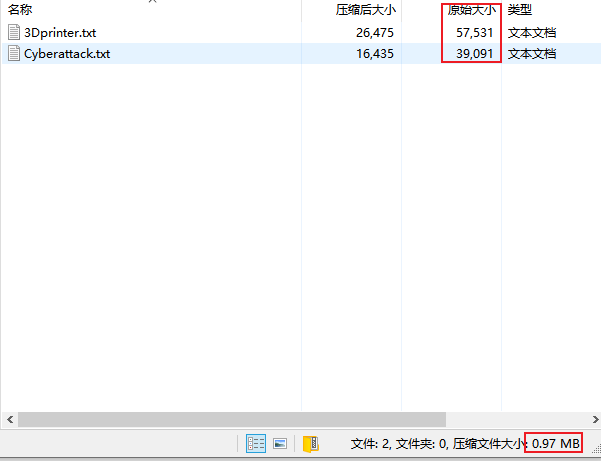 名称 压缩后大小 原始大小 类型
3Dprinter.txt 26,475 57,531 文本文档
Cyberattack.txt 16,435 39,091 文本文档
文件: 2, 文件夹: 0, 压缩文件大小: 0.97 MB